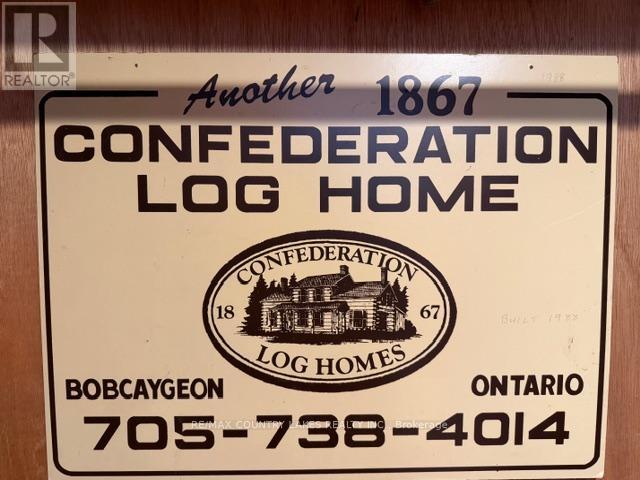 REALTOR®
Another 1867
1988
CONFEDERATION
LOG HOME
CONFEDERATION
18 67
LOG HOMES
BUILT 1988
BOBCAYGEON ONTARIO
705-738-4014
RE/MAX COUNTRY LAKES REALTY INC., Brokerage